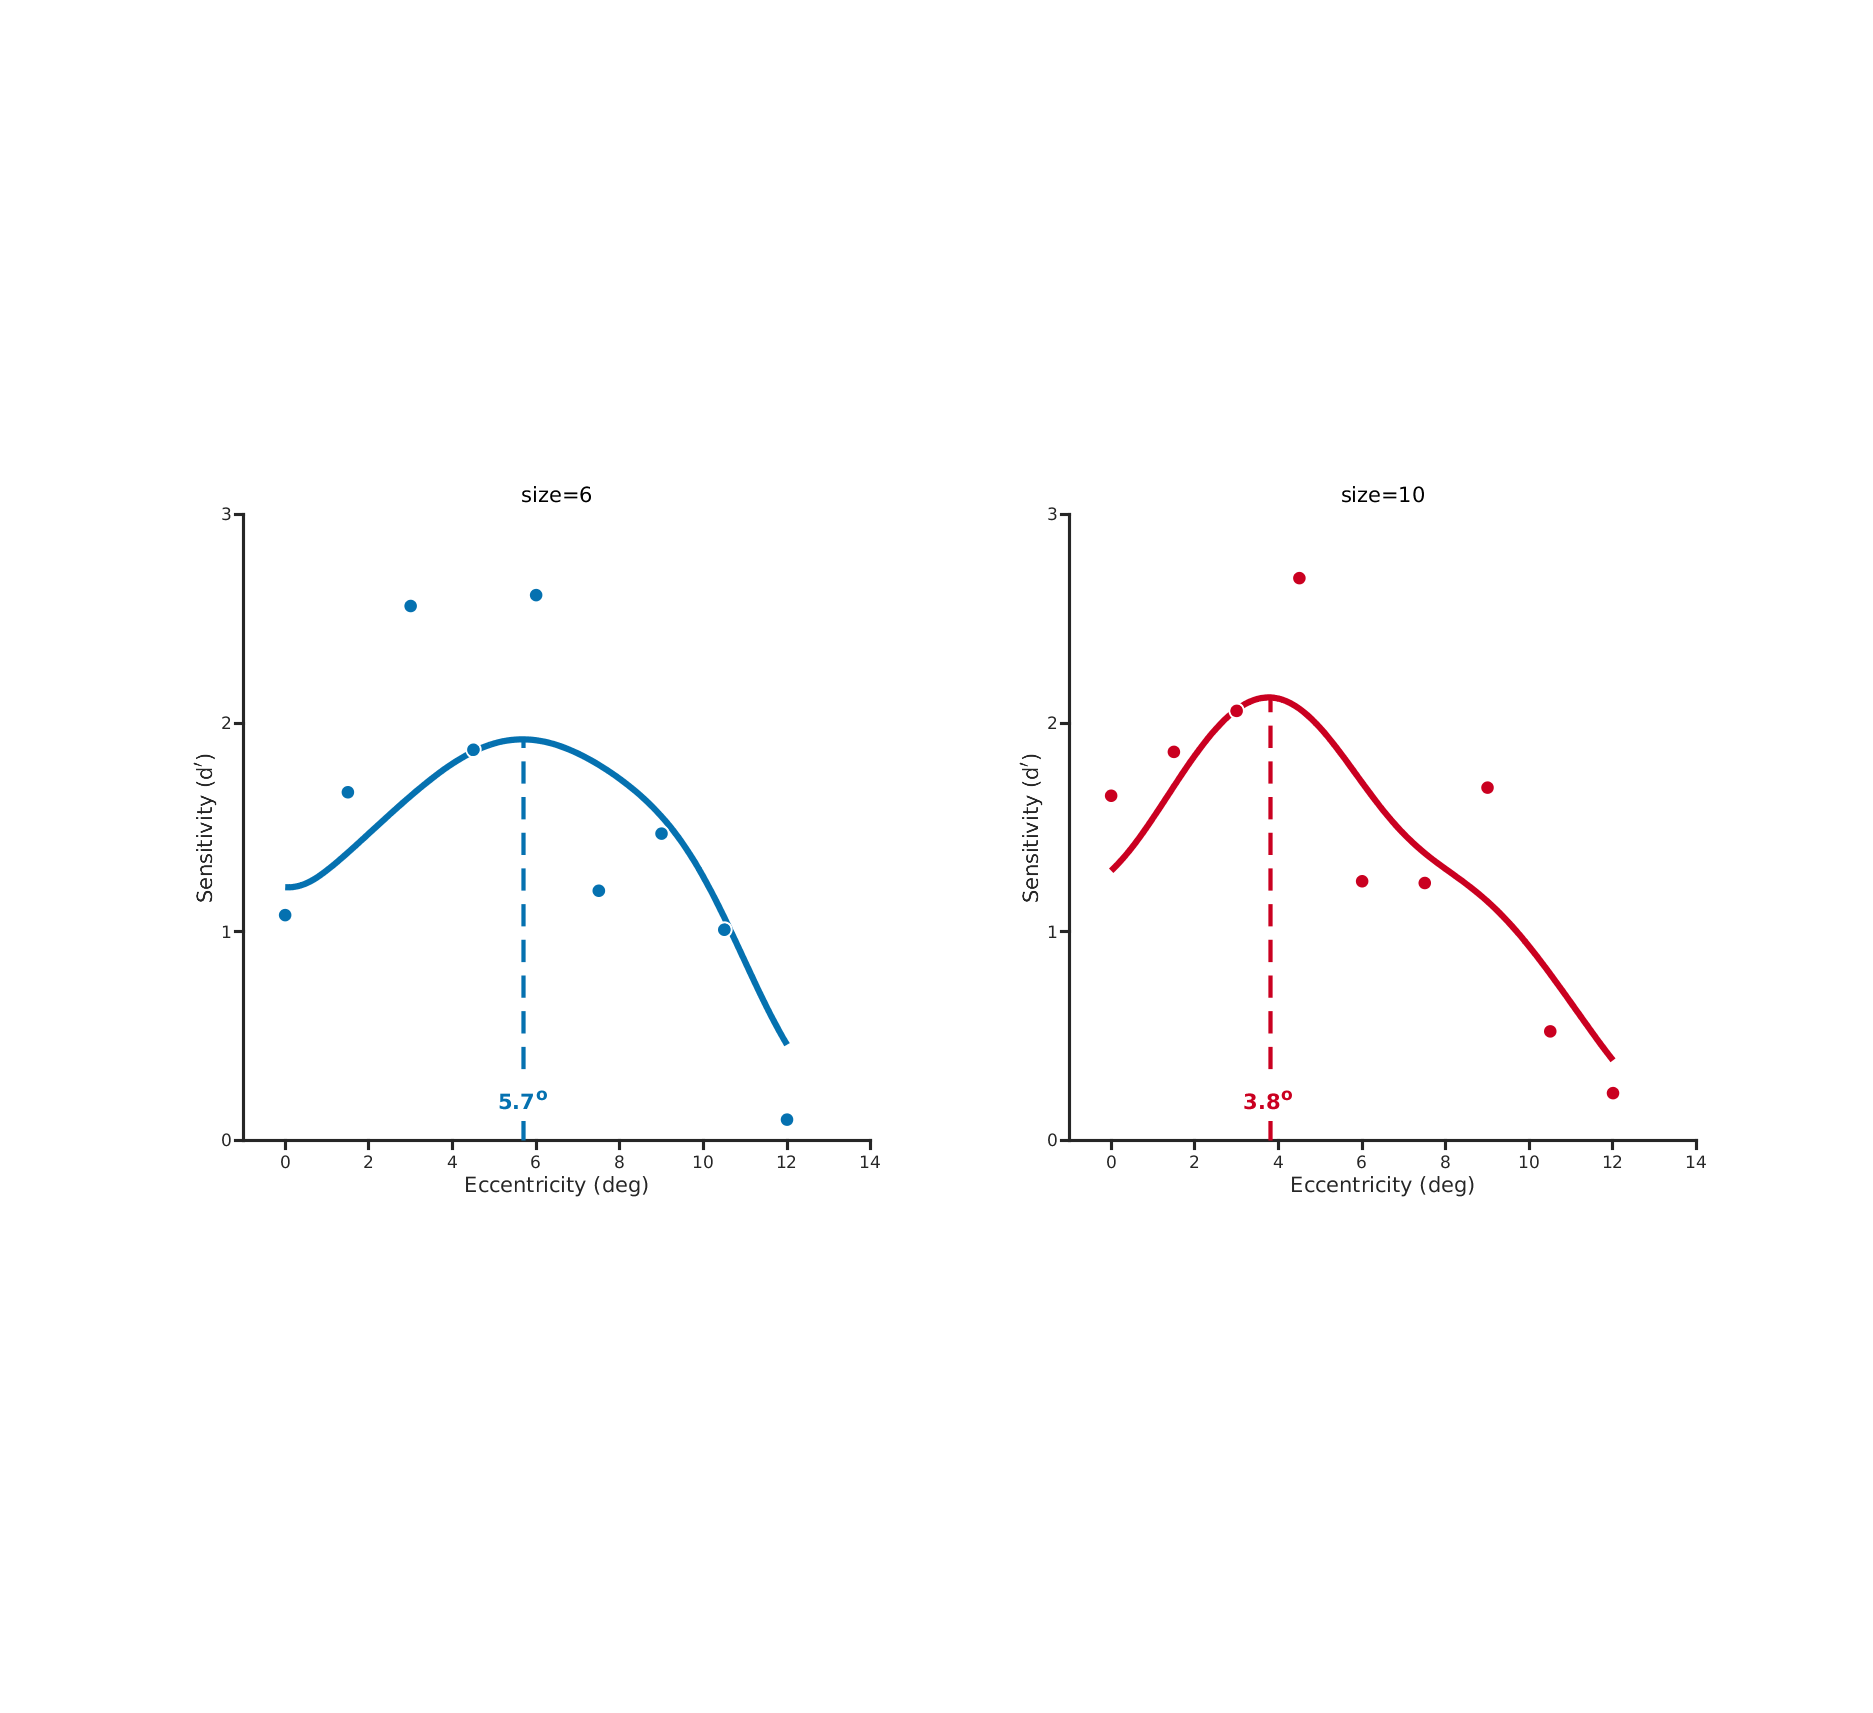 size=6
3
2
1
0
Sensitivity (d′)
5.7°
0 2 4 6 8 10 12 14
Eccentricity (deg)
size=10
3
2
1
0
Sensitivity (d′)
3.8°
0 2 4 6 8 10 12 14
Eccentricity (deg)